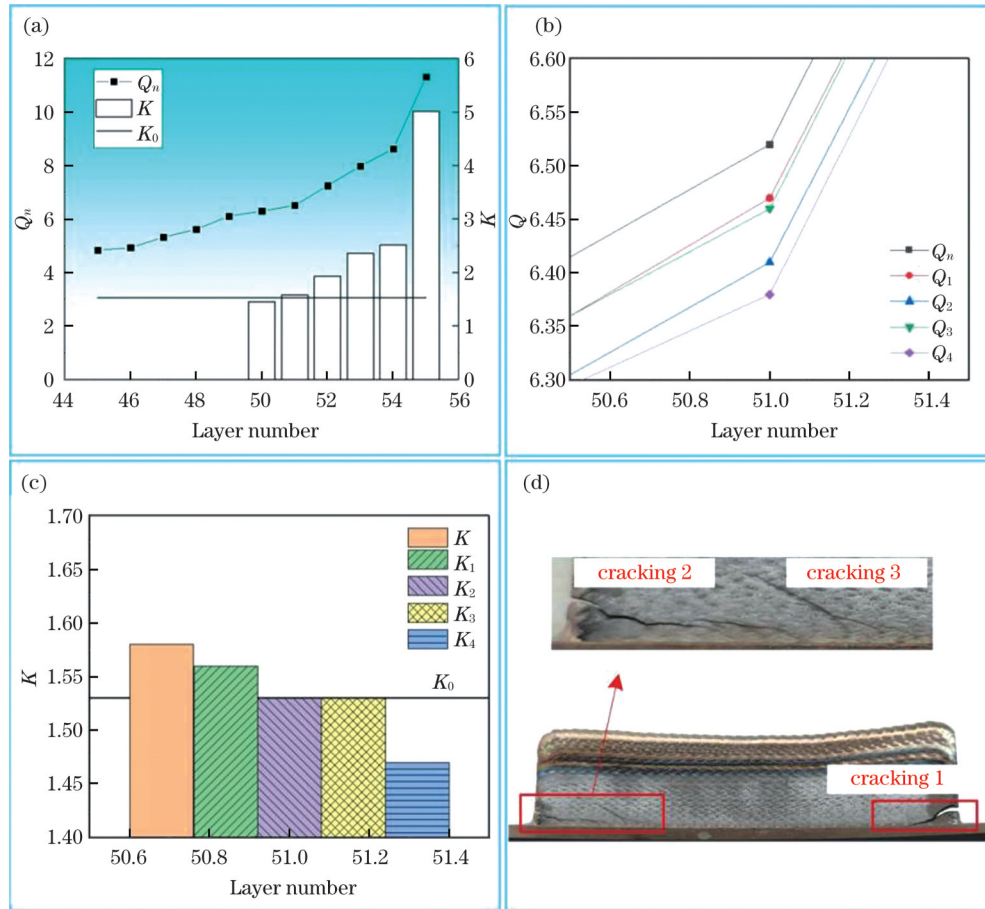 (a)
12
10
8
6
4
2
0
Qₙ
6
5
4
3
2
1
0
K
Qₙ
K
K₀
44 46 48 50 52 54 56
Layer number
(b)
6.60
6.55
6.50
6.45
6.40
6.35
6.30
Q
Qₙ
Q₁
Q₂
Q₃
Q₄
50.6 50.8 51.0 51.2 51.4
Layer number
(c)
1.70
1.65
1.60
1.55
1.50
1.45
1.40
K
K
K₁
K₂
K₃
K₄
K₀
50.6 50.8 51.0 51.2 51.4
Layer number
(d)
cracking 2 cracking 3
cracking 1